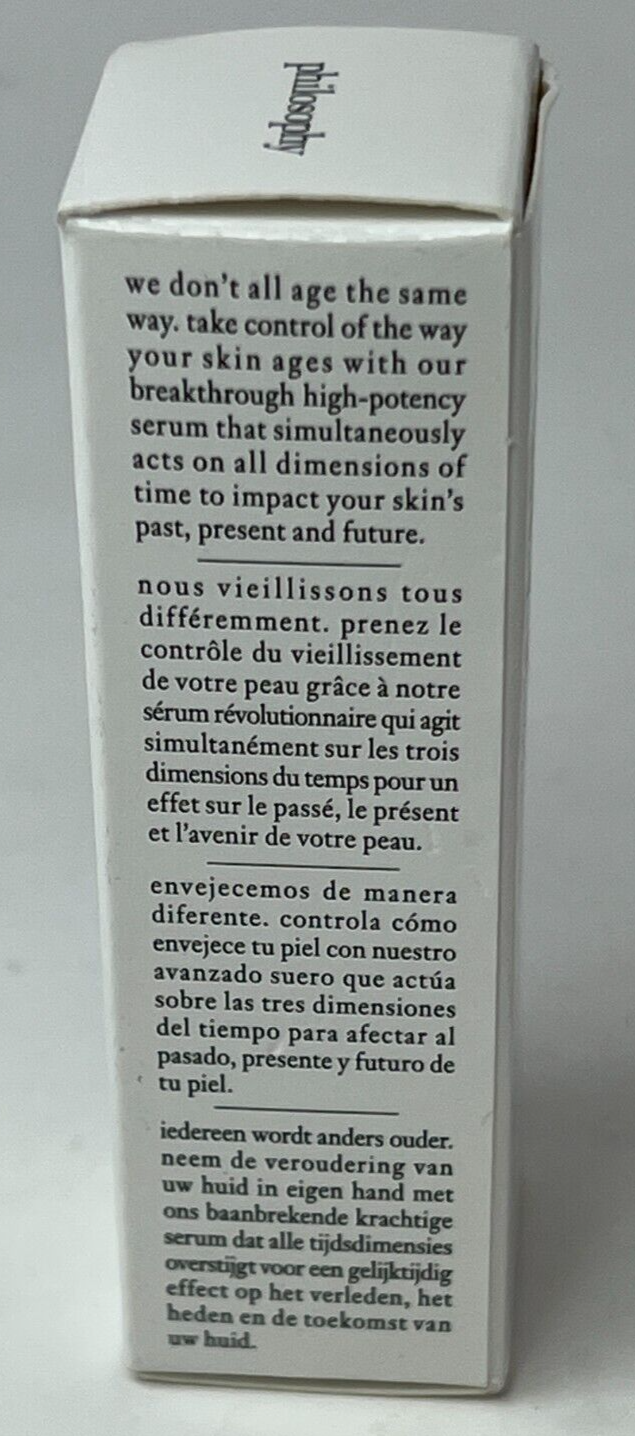 philosophy
we don't all age the same
way. take control of the way
your skin ages with our
breakthrough high-potency
serum that simultaneously
acts on all dimensions of
time to impact your skin's
past, present and future.
nous vieillissons tous
différemment. prenez le
contrôle du vieillissement
de votre peau grâce à notre
sérum révolutionnaire qui agit
simultanément sur les trois
dimensions du temps pour un
effet sur le passé, le présent
et l'avenir de votre peau.
envejecemos de manera
diferente. controla cómo
envejece tu piel con nuestro
avanzado suero que actúa
sobre las tres dimensiones
del tiempo para afectar al
pasado, presente y futuro de
tu piel.
iedereen wordt anders ouder.
neem de veroudering van
uw huid in eigen hand met
ons baanbrekende krachtige
serum dat alle tijdsdimensies
overstijgt voor een gelijktijdig
effect op het verleden, het
heden en de toekomst van
uw huid.